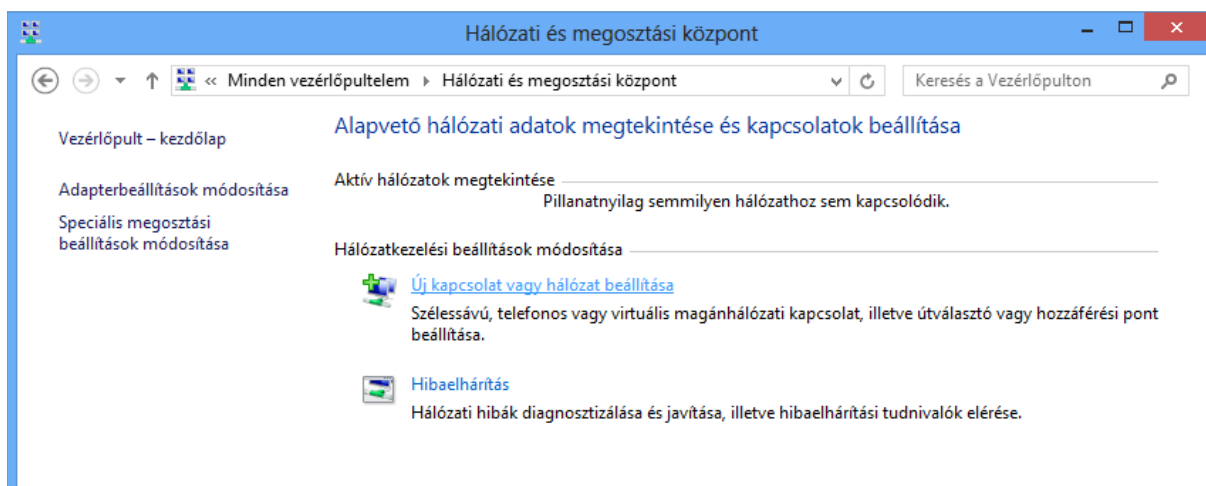 Hálózati és megosztási központ
« Minden vezérlőpultelem Hálózati és megosztási központ
Keresés a Vezérlőpulton
Vezérlőpult – kezdőlap
Adapterbeállítások módosítása
Speciális megosztási
beállítások módosítása
Alapvető hálózati adatok megtekintése és kapcsolatok beállítása
Aktív hálózatok megtekintése
Pillanatnyilag semmilyen hálózathoz sem kapcsolódik.
Hálózatkezelési beállítások módosítása
Új kapcsolat vagy hálózat beállítása
Szélessávú, telefonos vagy virtuális magánhálózati kapcsolat, illetve útválasztó vagy hozzáférési pont
beállítása.
Hibaelhárítás
Hálózati hibák diagnosztizálása és javítása, illetve hibaelhárítási tudnivalók elérése.